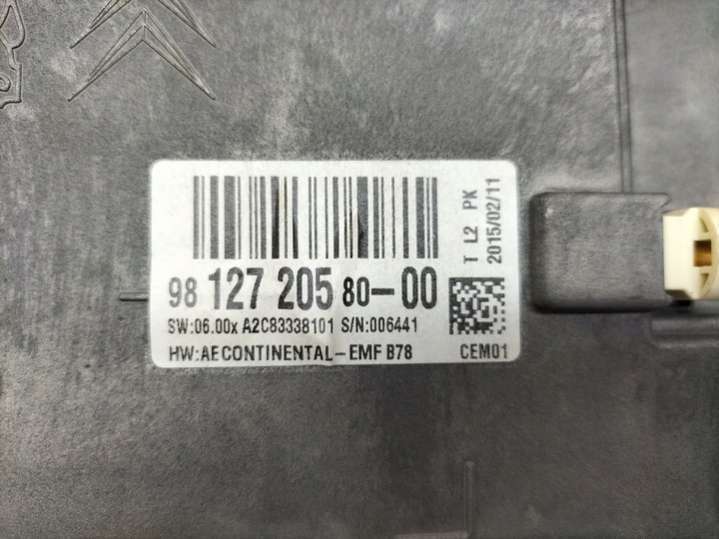 98 127 205 80-00
SW:06.00x A2C83338101 S/N:006441
HW:AE CONTINENTAL-EMF B78
CEM01
T L2 PK
2015/02/11